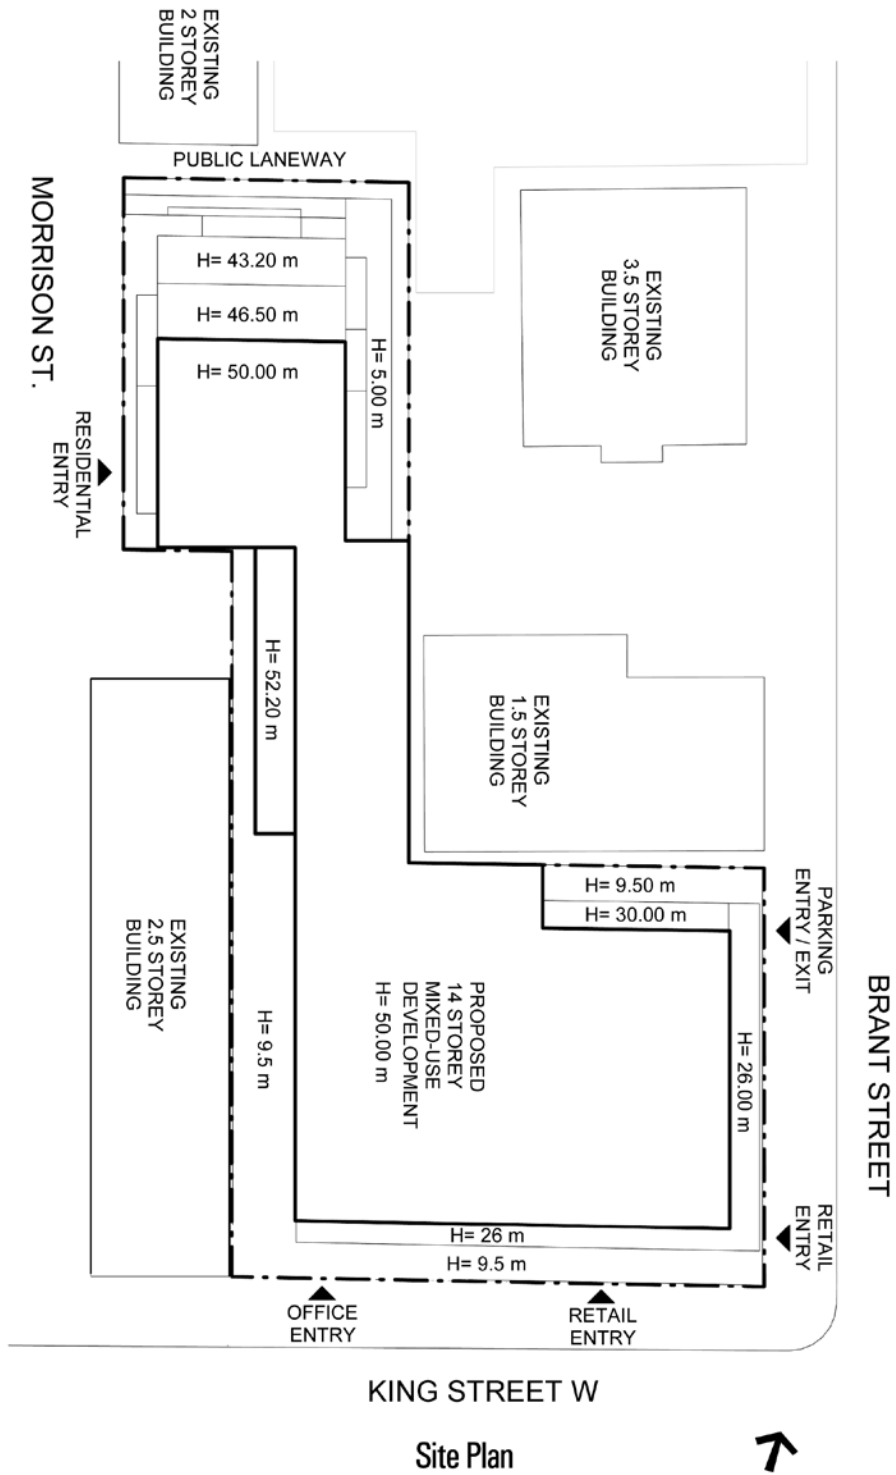 EXISTING
2 STOREY
BUILDING
PUBLIC LANEWAY
MORRISON ST.
H= 43.20 m
H= 46.50 m
H= 50.00 m
H= 5.00 m
EXISTING
3.5 STOREY
BUILDING
RESIDENTIAL
ENTRY
H= 52.20 m
EXISTING
1.5 STOREY
BUILDING
H= 9.50 m
H= 30.00 m
PARKING
ENTRY / EXIT
EXISTING
2.5 STOREY
BUILDING
H= 9.5 m
PROPOSED
14 STOREY
MIXED-USE
DEVELOPMENT
H= 50.00 m
H= 26.00 m
BRANT STREET
RETAIL
ENTRY
H= 26 m
H= 9.5 m
OFFICE
ENTRY
RETAIL
ENTRY
KING STREET W
Site Plan